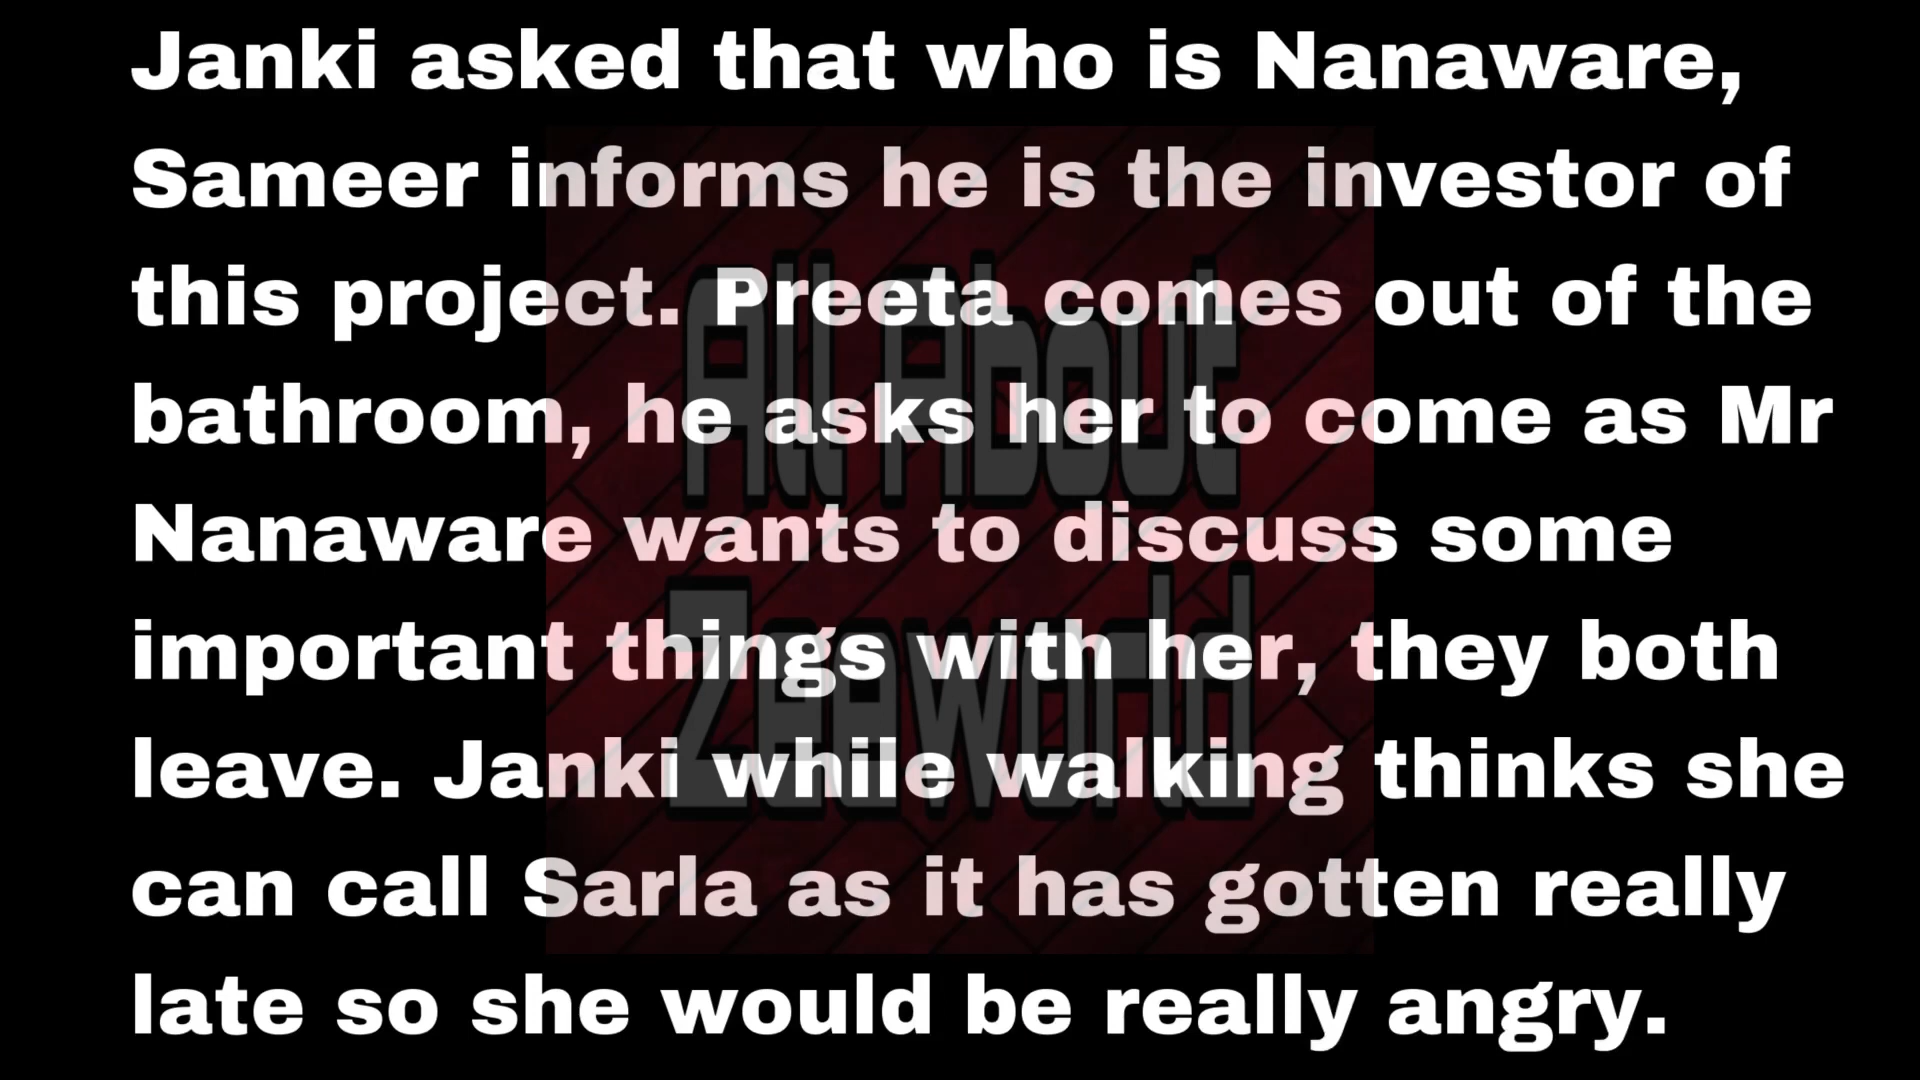 Janki asked that who is Nanaware,
Sameer informs he is the investor of
this project. Preeta comes out of the
bathroom, he asks her to come as Mr
Nanaware wants to discuss some
important things with her, they both
leave. Janki while walking thinks she
can call Sarla as it has gotten really
late so she would be really angry.
All About
Zeeworld